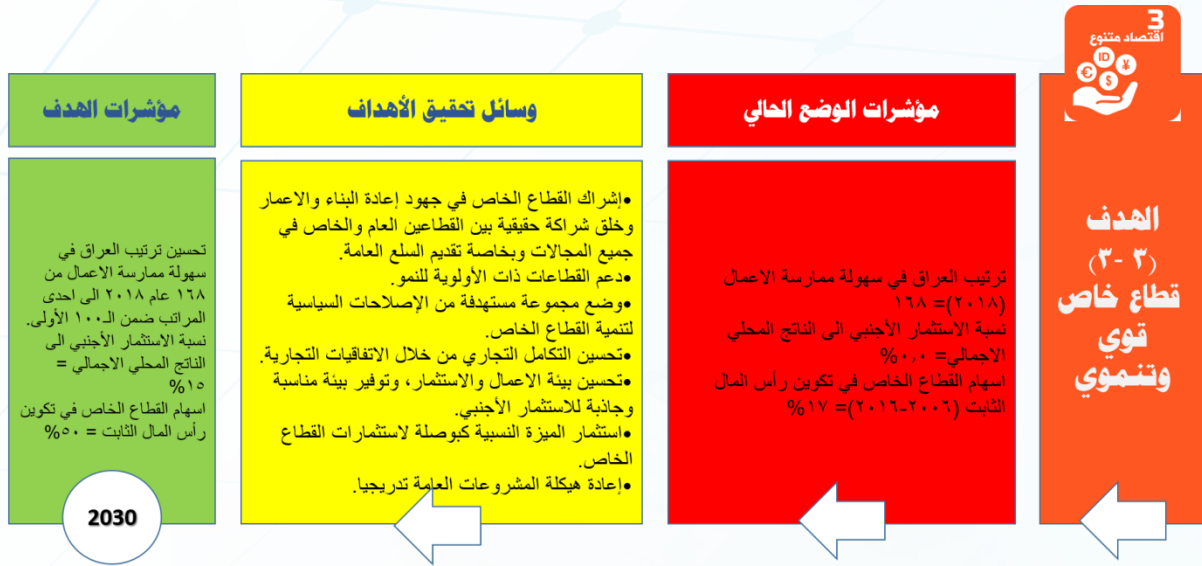 3
اقتصاد متنوع
ID
¥
€
$
الهدف
(٣ -٣)
قطاع خاص
قوي
وتنموي
مؤشرات الوضع الحالي
ترتيب العراق في سهولة ممارسة الاعمال
(٢٠١٨)= ١٦٨
نسبة الاستثمار الأجنبي الى الناتج المحلي
الاجمالي= ٠,٠%
اسهام القطاع الخاص في تكوين رأس المال
الثابت (٢٠٠٦-٢٠١٦)= ١٧%
وسائل تحقيق الأهداف
•إشراك القطاع الخاص في جهود إعادة البناء والاعمار
وخلق شراكة حقيقية بين القطاعين العام والخاص في
جميع المجالات وبخاصة تقديم السلع العامة.
•دعم القطاعات ذات الأولوية للنمو.
•وضع مجموعة مستهدفة من الإصلاحات السياسية
لتنمية القطاع الخاص.
•تحسين التكامل التجاري من خلال الاتفاقيات التجارية.
•تحسين بيئة الاعمال والاستثمار، وتوفير بيئة مناسبة
وجاذبة للاستثمار الأجنبي.
•استثمار الميزة النسبية كبوصلة لاستثمارات القطاع
الخاص.
•إعادة هيكلة المشروعات العامة تدريجيا.
مؤشرات الهدف
تحسين ترتيب العراق في
سهولة ممارسة الاعمال من
١٦٨ عام ٢٠١٨ الى احدى
المراتب ضمن الـ١٠٠ الأولى.
نسبة الاستثمار الأجنبي الى
الناتج المحلي الاجمالي =
١٥%
اسهام القطاع الخاص في تكوين
رأس المال الثابت = ٥٠%
2030